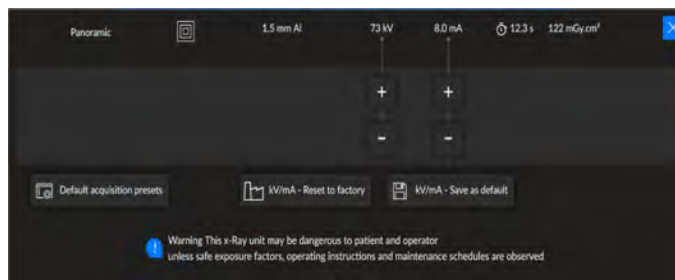 Panoramic 1.5 mm Al 73 kV 8.0 mA 12.3 s 122 mGy.cm²
+ +
- -
Default acquisition presets kV/mA - Reset to factory kV/mA - Save as default
Warning This x-Ray unit may be dangerous to patient and operator
unless safe exposure factors, operating instructions and maintenance schedules are observed